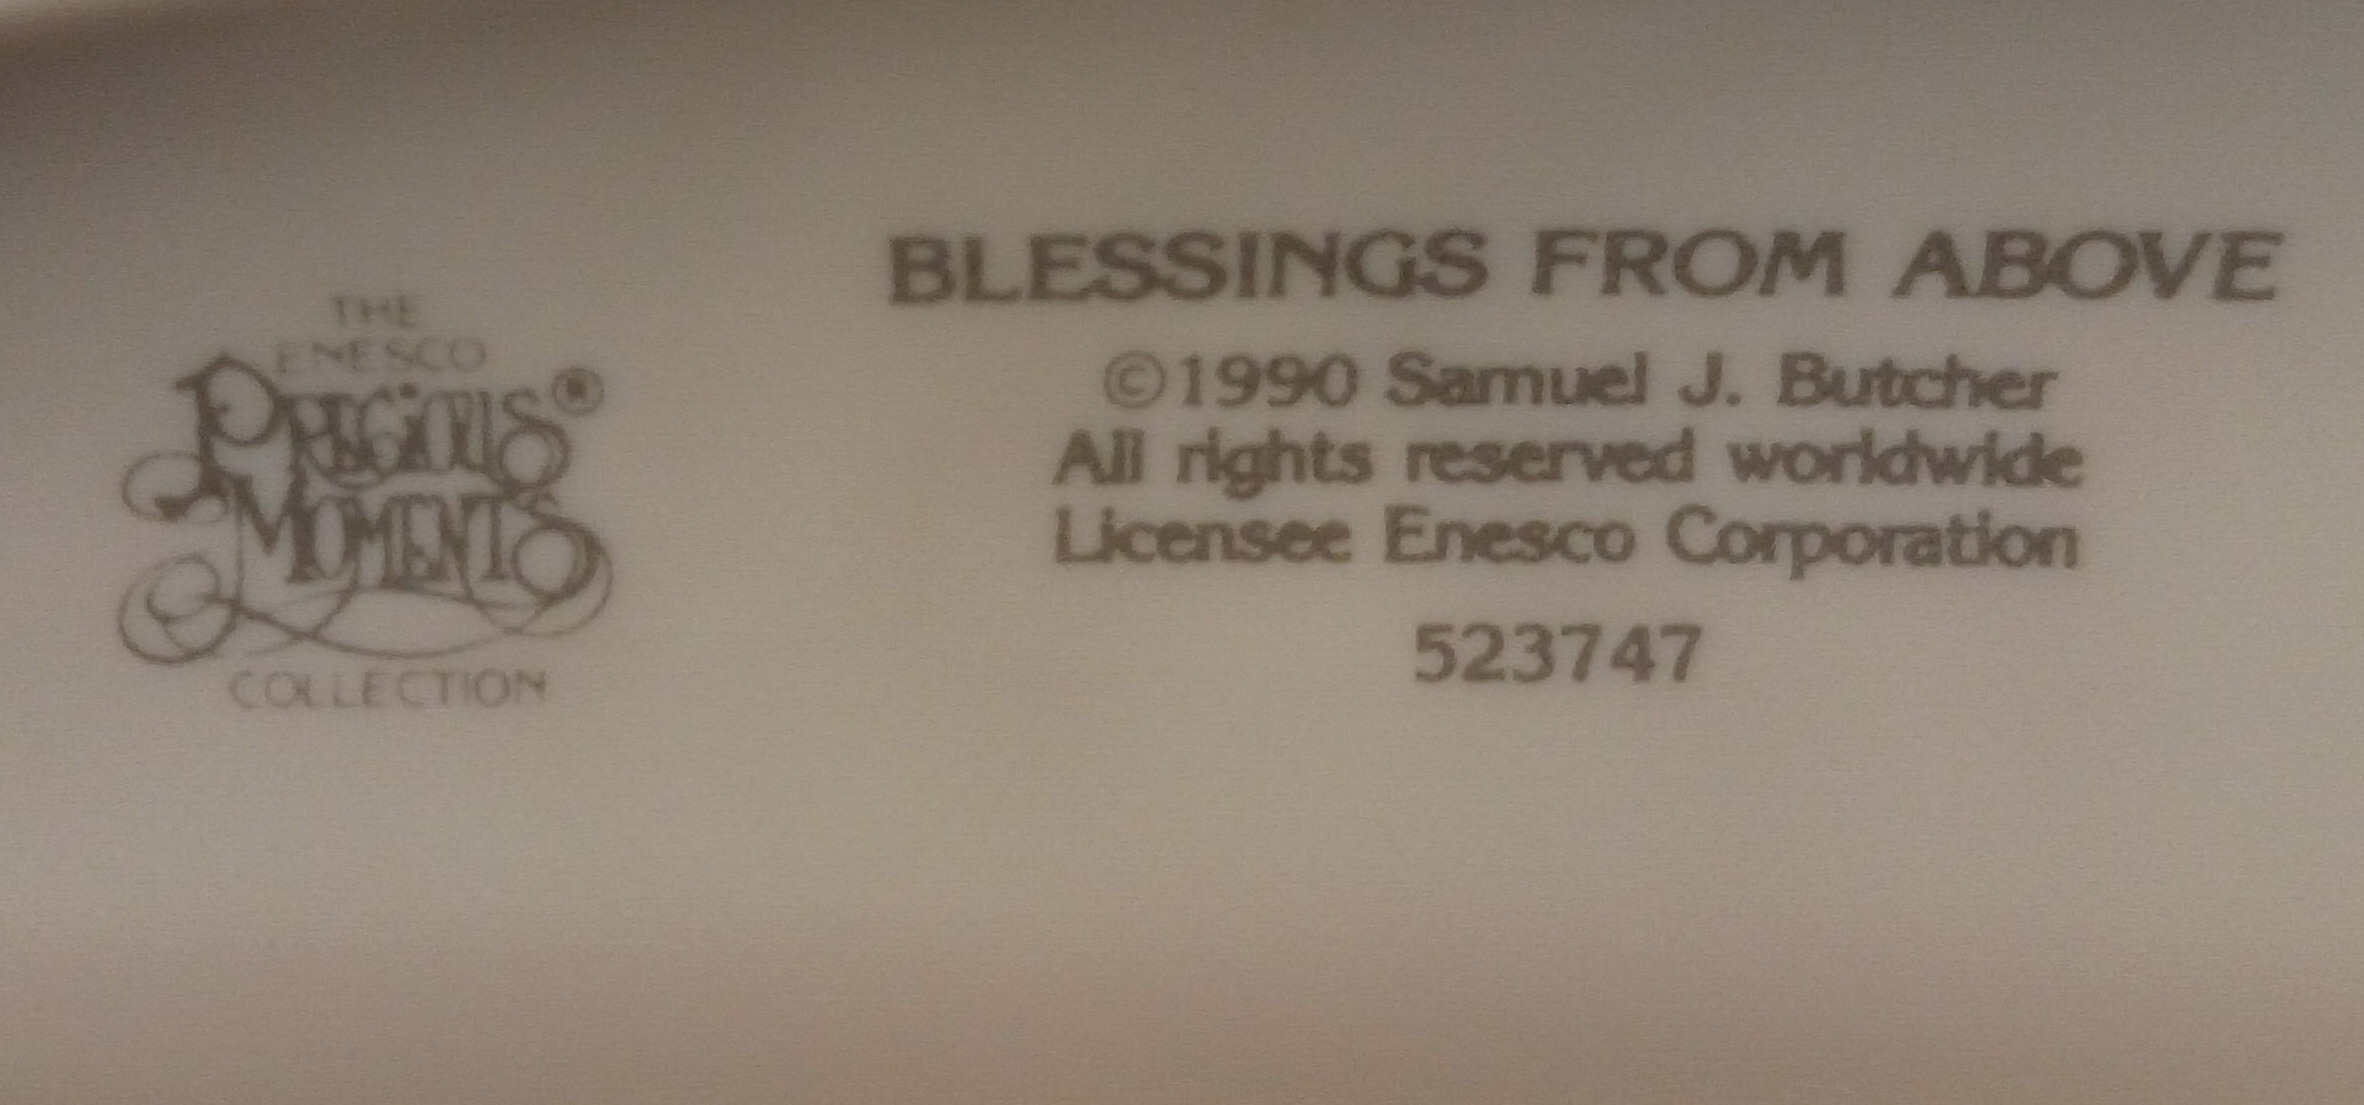 THE
ENESCO
PRECIOUS®
MOMENTS
COLLECTION
BLESSINGS FROM ABOVE
©1990 Samuel J. Butcher
All rights reserved worldwide
Licensee Enesco Corporation
523747